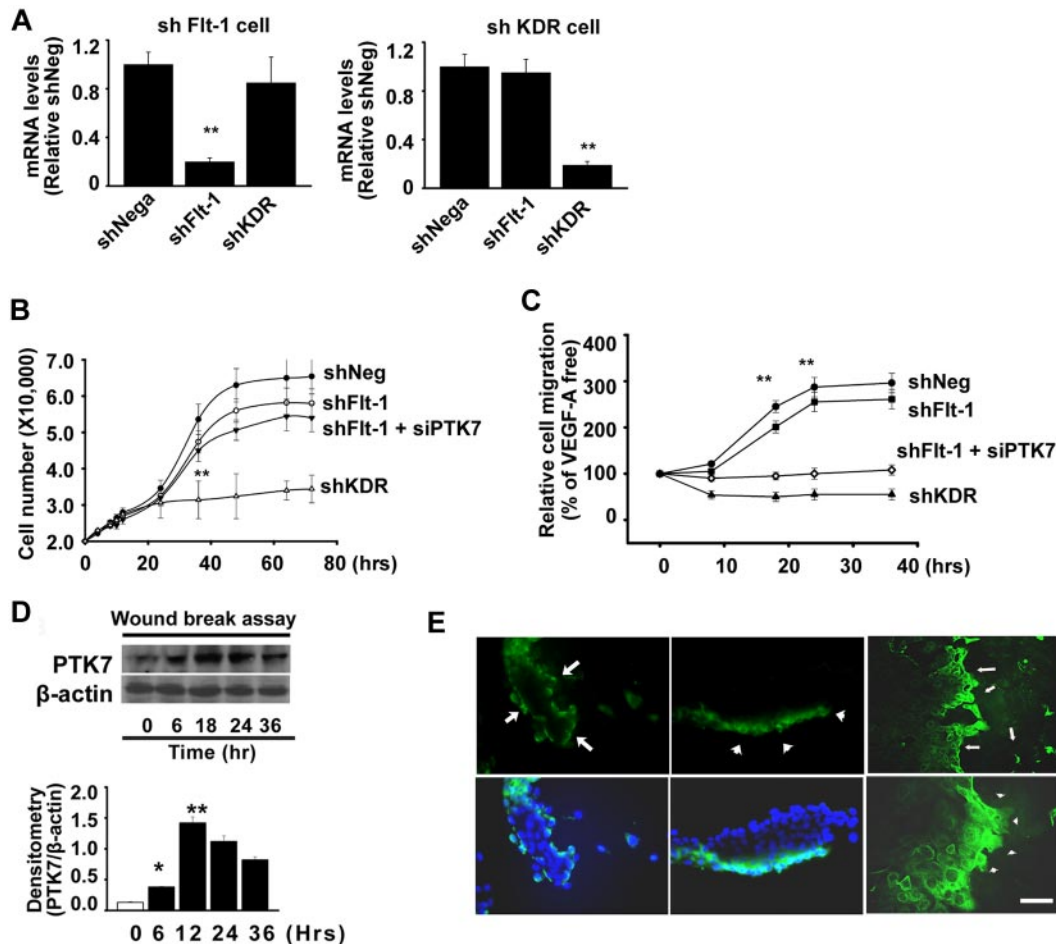 A
sh Flt-1 cell
mRNA levels
(Relative shNeg)
1.2
0.8
0.4
0
shNega
shFlt-1
shKDR
sh KDR cell
mRNA levels
(Relative shNeg)
1.2
0.8
0.4
0
shNega
shFlt-1
shKDR
**
**
B
Cell number (X10,000)
7.0
6.0
5.0
4.0
3.0
2.0
0 20 40 60 80 (hrs)
shNeg
shFlt-1
shFlt-1 + siPTK7
**
shKDR
C
Relative cell migration
(% of VEGF-A free)
400
300
200
100
0
0 10 20 30 40 (hrs)
**
**
shNeg
shFlt-1
shFlt-1 + siPTK7
shKDR
D
Wound break assay
PTK7
β-actin
0 6 18 24 36
Time (hr)
Densitometry
(PTK7/β-actin)
2.0
1.5
1.0
0.5
0.0
*
**
0 6 12 24 36 (Hrs)
E